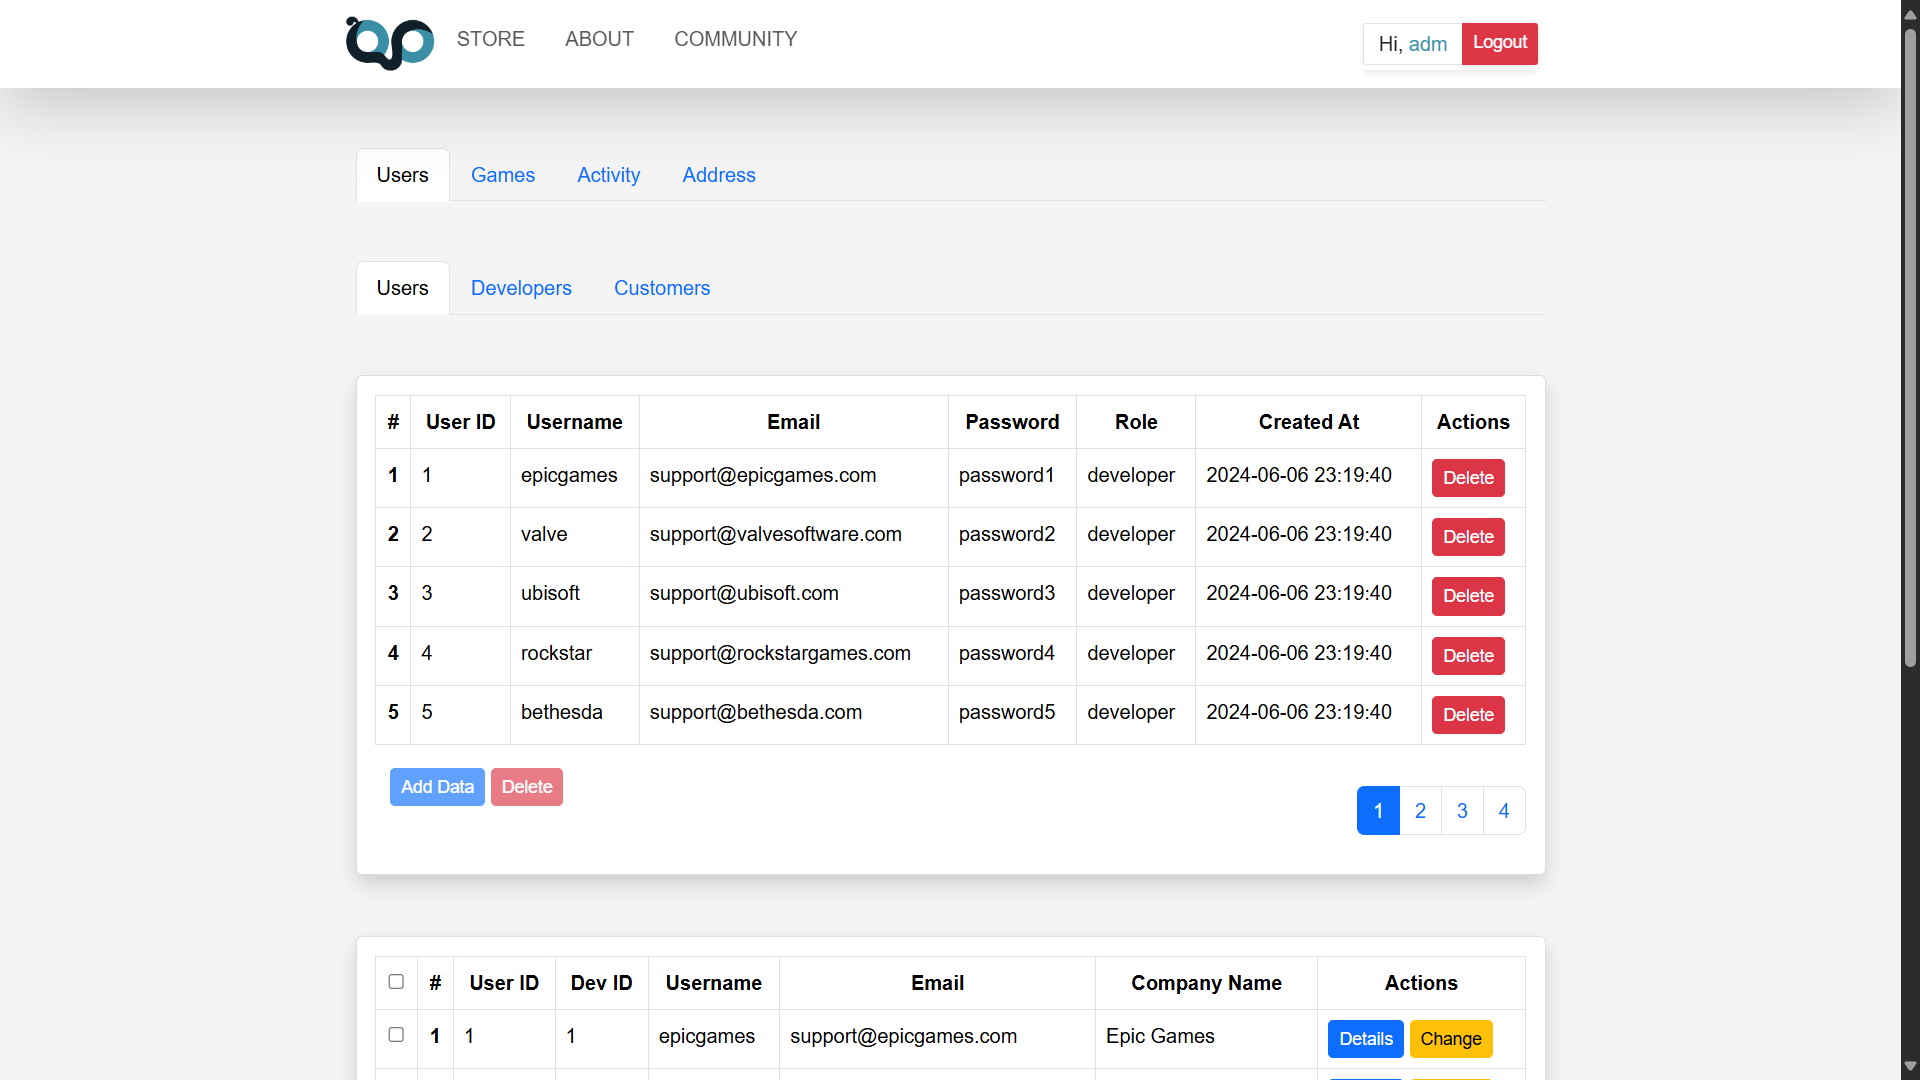 STORE ABOUT COMMUNITY Hi, adm Logout
Users Games Activity Address
Users Developers Customers
# User ID Username Email Password Role Created At Actions
1 1 epicgames support@epicgames.com password1 developer 2024-06-06 23:19:40 Delete
2 2 valve support@valvesoftware.com password2 developer 2024-06-06 23:19:40 Delete
3 3 ubisoft support@ubisoft.com password3 developer 2024-06-06 23:19:40 Delete
4 4 rockstar support@rockstargames.com password4 developer 2024-06-06 23:19:40 Delete
5 5 bethesda support@bethesda.com password5 developer 2024-06-06 23:19:40 Delete
Add Data Delete
1 2 3 4
# User ID Dev ID Username Email Company Name Actions
1 1 1 epicgames support@epicgames.com Epic Games Details Change